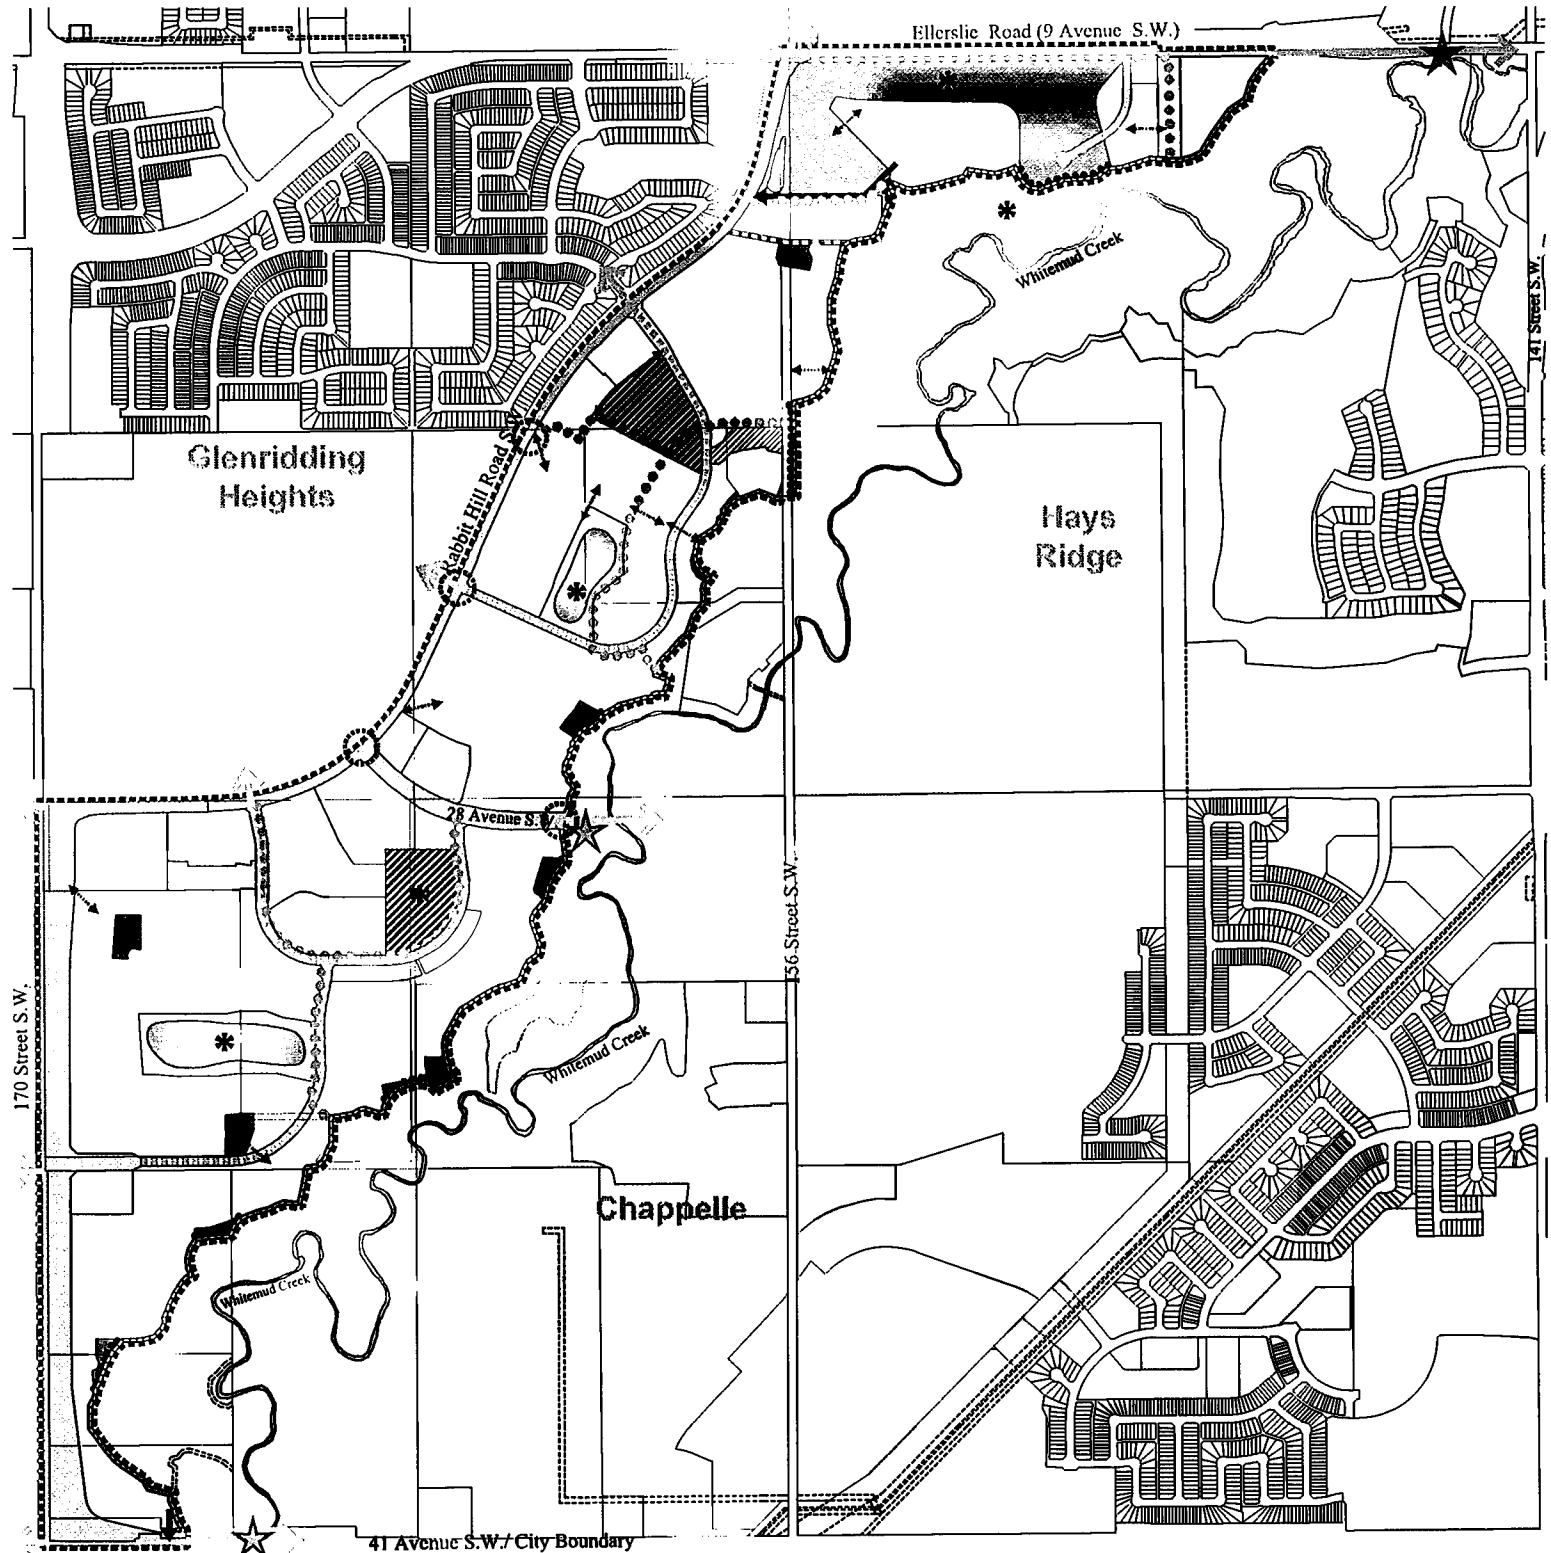 Ellerslie Road (9 Avenue S.W.)
Whitemud Creek
141 Street S.W.
Glenridding
Heights
Rabbit Hill Road S.W.
Hays
Ridge
28 Avenue S.W.
156 Street S.W.
170 Street S.W.
Whitemud Creek
Chappelle
Whitemud Creek
41 Avenue S.W./ City Boundary